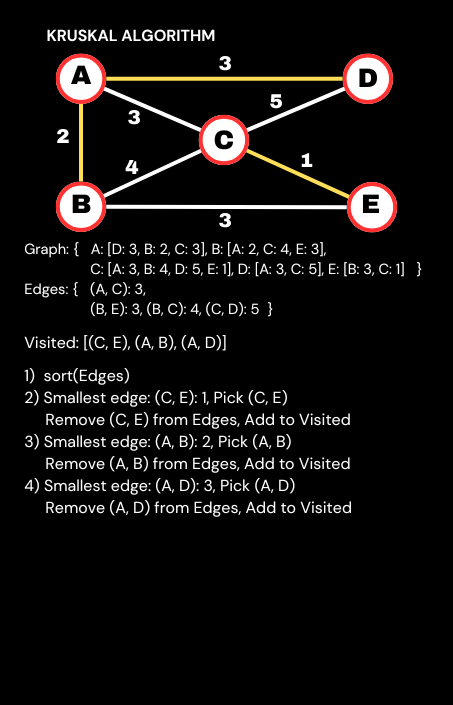 KRUSKAL ALGORITHM
3
A
D
5
3
2
C
4
1
B
E
3
Graph: { A: [D: 3, B: 2, C: 3], B: [A: 2, C: 4, E: 3],
C: [A: 3, B: 4, D: 5, E: 1], D: [A: 3, C: 5], E: [B: 3, C: 1] }
Edges: { (A, C): 3,
(B, E): 3, (B, C): 4, (C, D): 5 }
Visited: [(C, E), (A, B), (A, D)]
1) sort(Edges)
2) Smallest edge: (C, E): 1, Pick (C, E)
Remove (C, E) from Edges, Add to Visited
3) Smallest edge: (A, B): 2, Pick (A, B)
Remove (A, B) from Edges, Add to Visited
4) Smallest edge: (A, D): 3, Pick (A, D)
Remove (A, D) from Edges, Add to Visited